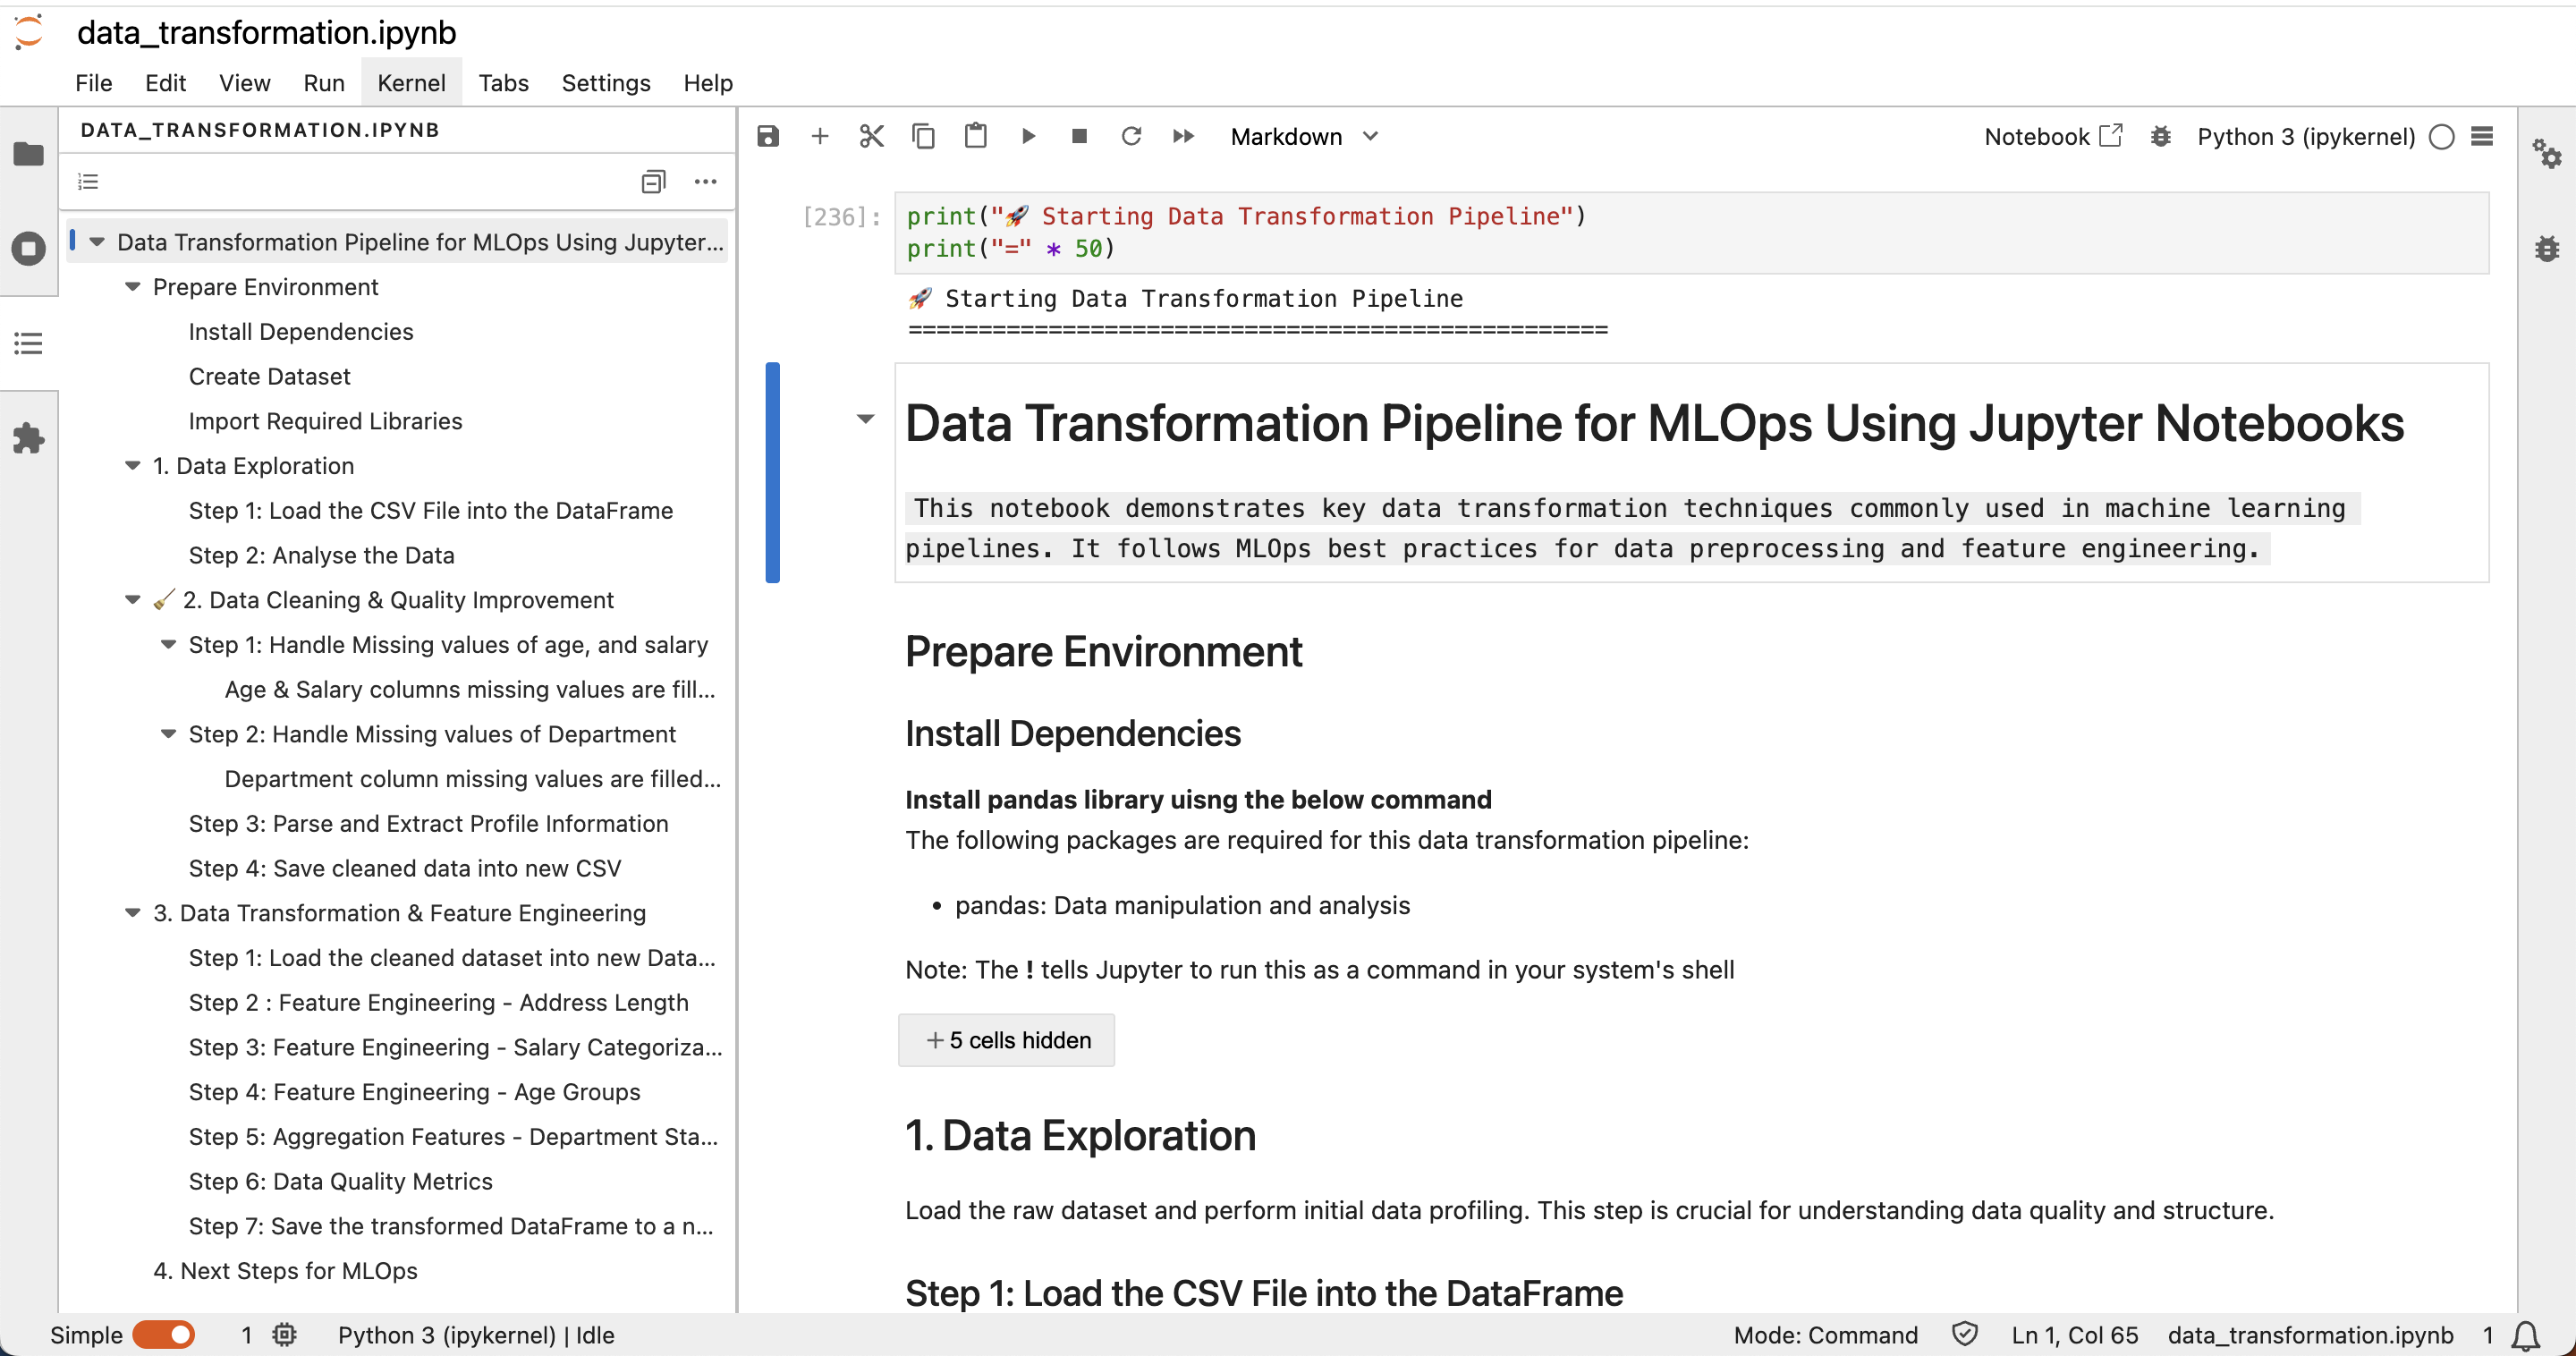 data_transformation.ipynb
File Edit View Run Kernel Tabs Settings Help
DATA_TRANSFORMATION.IPYNB
Data Transformation Pipeline for MLOps Using Jupyter...
Prepare Environment
Install Dependencies
Create Dataset
Import Required Libraries
1. Data Exploration
Step 1: Load the CSV File into the DataFrame
Step 2: Analyse the Data
🧹 2. Data Cleaning & Quality Improvement
Step 1: Handle Missing values of age, and salary
Age & Salary columns missing values are fill...
Step 2: Handle Missing values of Department
Department column missing values are filled...
Step 3: Parse and Extract Profile Information
Step 4: Save cleaned data into new CSV
3. Data Transformation & Feature Engineering
Step 1: Load the cleaned dataset into new Data...
Step 2 : Feature Engineering - Address Length
Step 3: Feature Engineering - Salary Categoriza...
Step 4: Feature Engineering - Age Groups
Step 5: Aggregation Features - Department Sta...
Step 6: Data Quality Metrics
Step 7: Save the transformed DataFrame to a n...
4. Next Steps for MLOps
Markdown Notebook Python 3 (ipykernel)
[236]: print("🚀 Starting Data Transformation Pipeline")
print("=" * 50)
🚀 Starting Data Transformation Pipeline
==================================================
Data Transformation Pipeline for MLOps Using Jupyter Notebooks
This notebook demonstrates key data transformation techniques commonly used in machine learning
pipelines. It follows MLOps best practices for data preprocessing and feature engineering.
Prepare Environment
Install Dependencies
Install pandas library uisng the below command
The following packages are required for this data transformation pipeline:
• pandas: Data manipulation and analysis
Note: The ! tells Jupyter to run this as a command in your system's shell
+ 5 cells hidden
1. Data Exploration
Load the raw dataset and perform initial data profiling. This step is crucial for understanding data quality and structure.
Step 1: Load the CSV File into the DataFrame
Simple 1 Python 3 (ipykernel) | Idle Mode: Command Ln 1, Col 65 data_transformation.ipynb 1